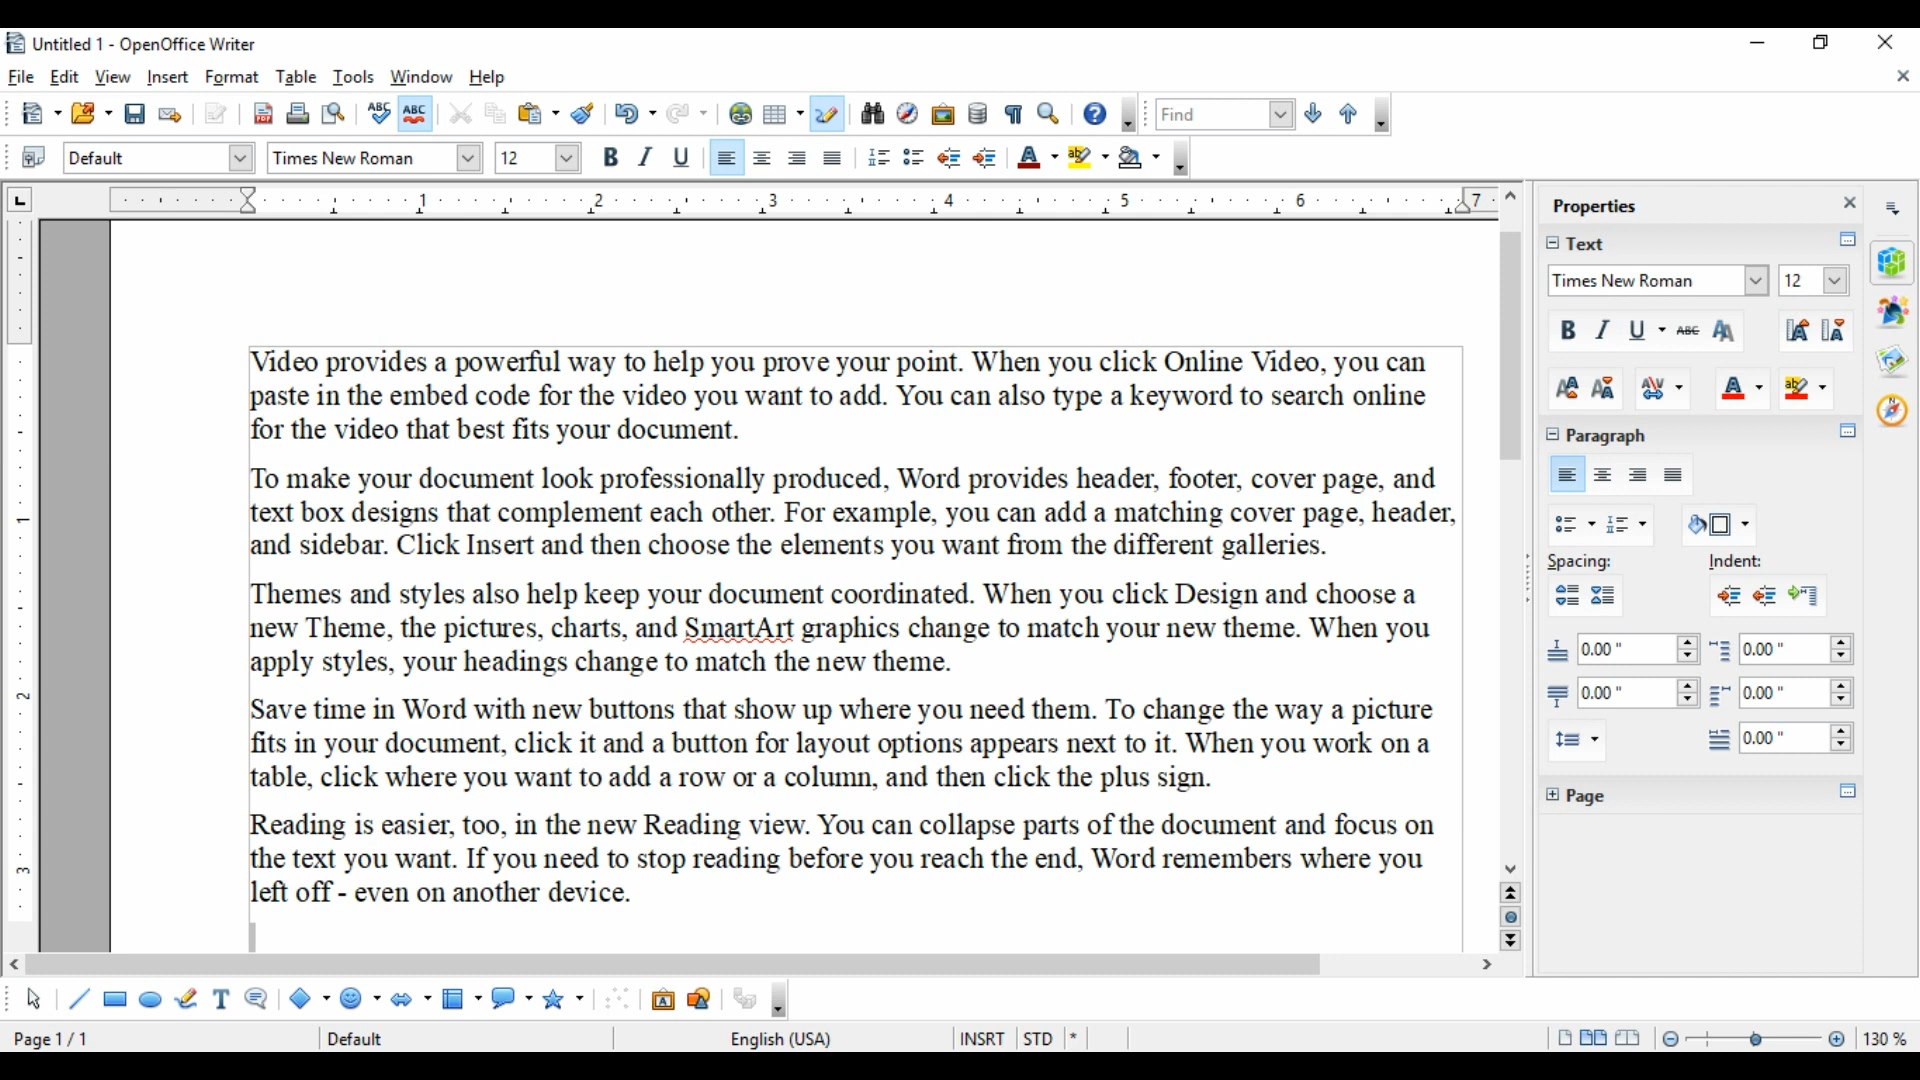 Untitled 1 - OpenOffice Writer
File Edit View Insert Format Table Tools Window Help
Find
Default Times New Roman 12
1 2 3 4 5 6 7
Properties
Text
Times New Roman 12
Paragraph
Spacing: Indent:
0.00 " 0.00 "
0.00 " 0.00 "
0.00 "
Page
1
2
3
Video provides a powerful way to help you prove your point. When you click Online Video, you can
paste in the embed code for the video you want to add. You can also type a keyword to search online
for the video that best fits your document.
To make your document look professionally produced, Word provides header, footer, cover page, and
text box designs that complement each other. For example, you can add a matching cover page, header,
and sidebar. Click Insert and then choose the elements you want from the different galleries.
Themes and styles also help keep your document coordinated. When you click Design and choose a
new Theme, the pictures, charts, and SmartArt graphics change to match your new theme. When you
apply styles, your headings change to match the new theme.
Save time in Word with new buttons that show up where you need them. To change the way a picture
fits in your document, click it and a button for layout options appears next to it. When you work on a
table, click where you want to add a row or a column, and then click the plus sign.
Reading is easier, too, in the new Reading view. You can collapse parts of the document and focus on
the text you want. If you need to stop reading before you reach the end, Word remembers where you
left off - even on another device.
Page 1 / 1 Default English (USA) INSRT STD * 130 %